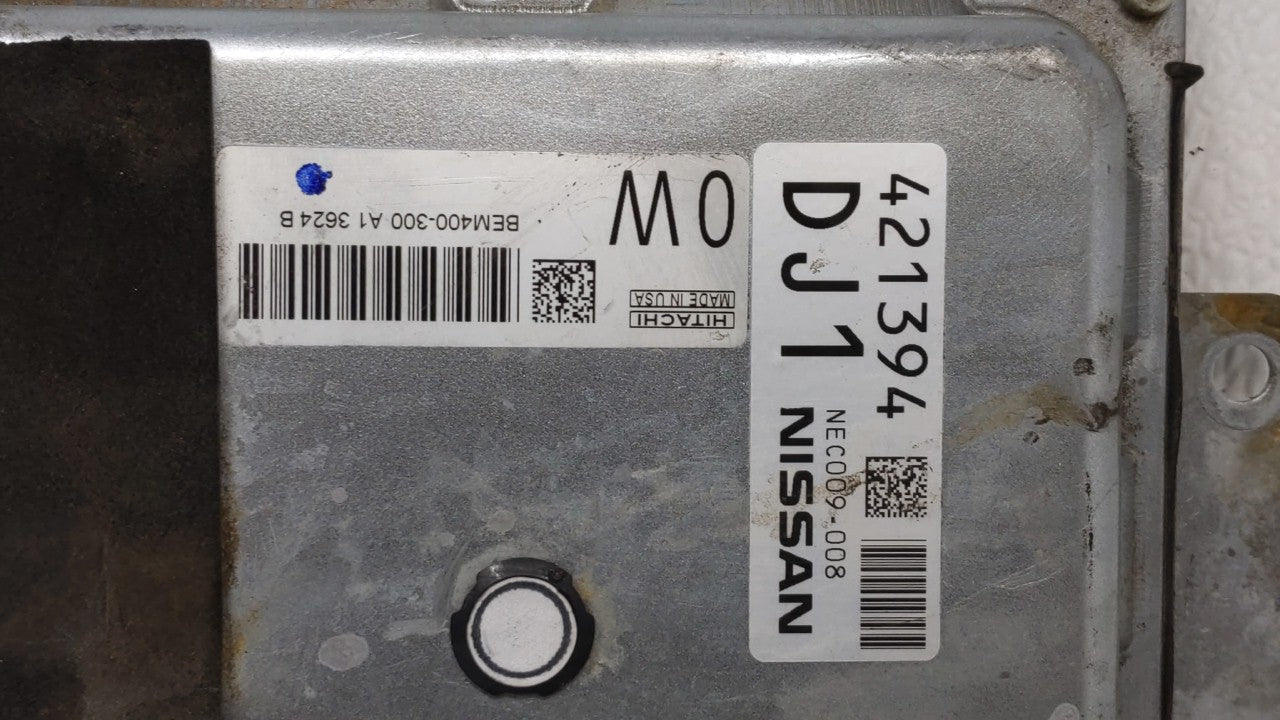 0W
BEM400-300 A1 3624 B
HITACHI
MADE IN USA
421394
DJ1
NEC009-008
NISSAN